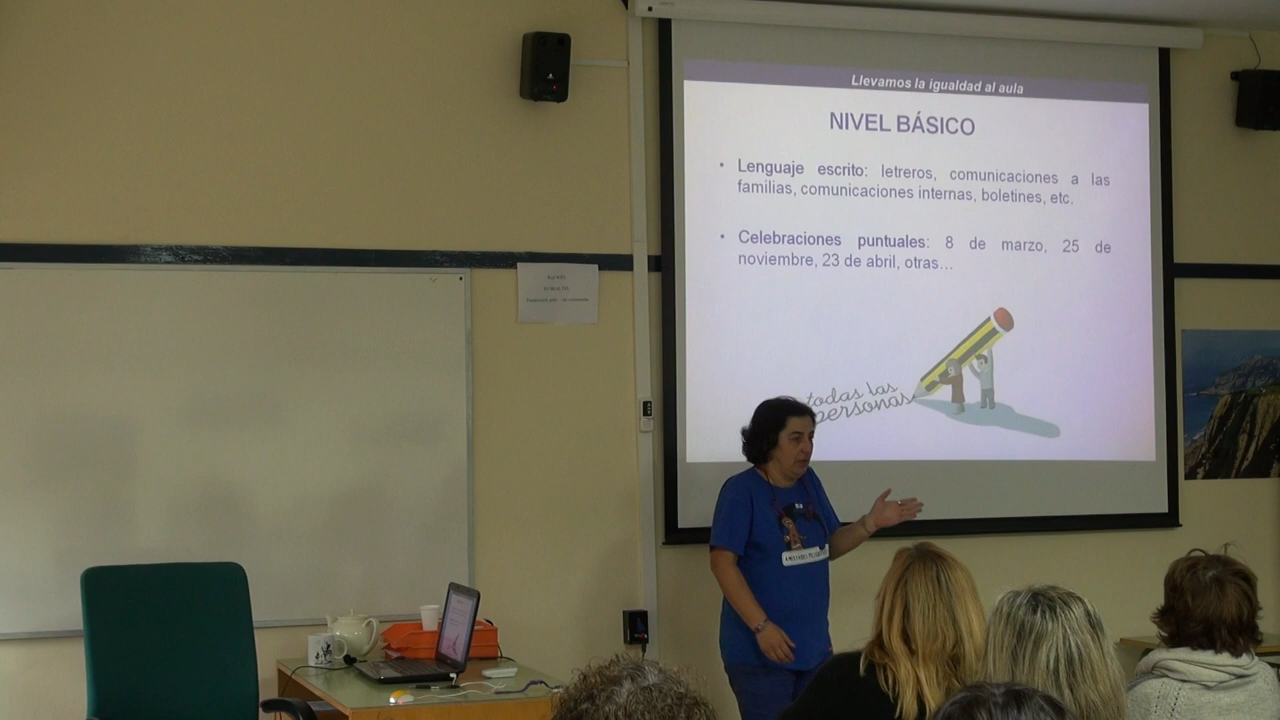 Llevamos la igualdad al aula
NIVEL BÁSICO
• Lenguaje escrito: letreros, comunicaciones a las
familias, comunicaciones internas, boletines, etc.
• Celebraciones puntuales: 8 de marzo, 25 de
noviembre, 23 de abril, otras...
todas las
personas